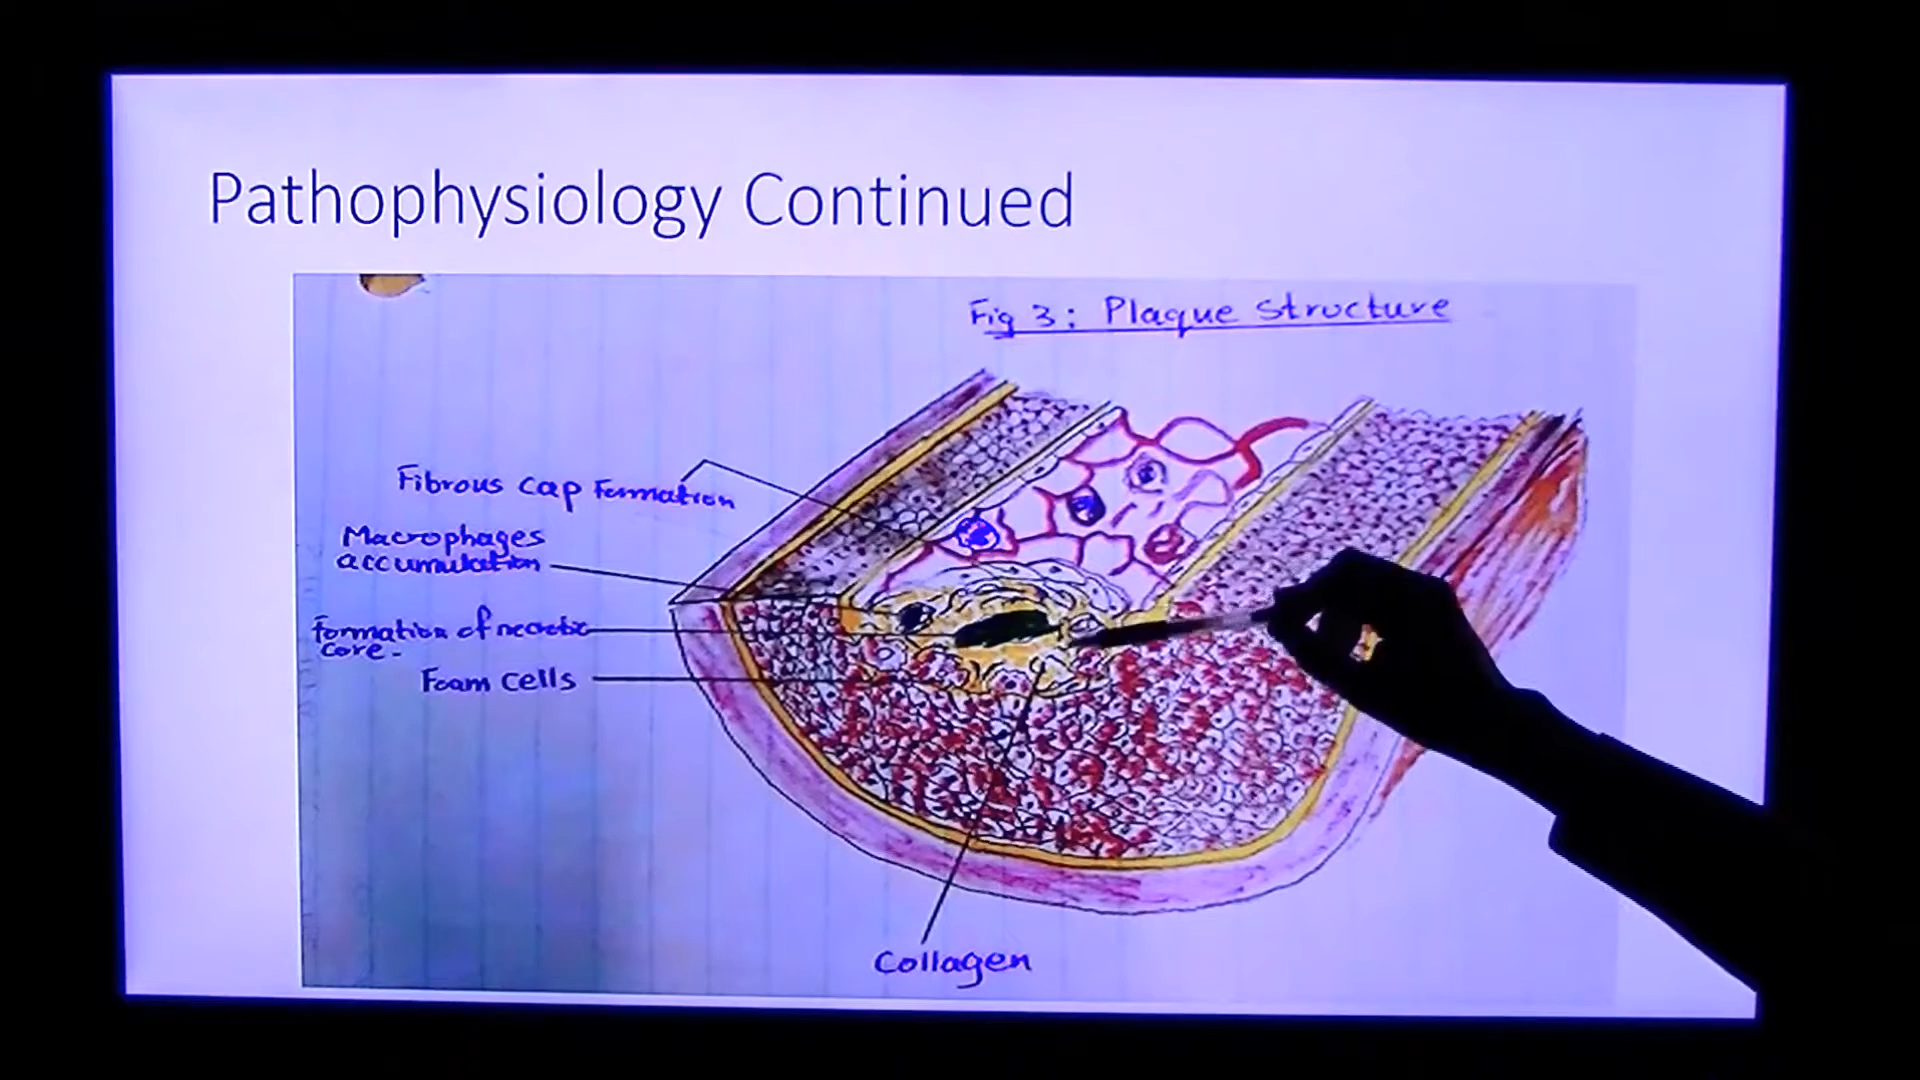 Pathophysiology Continued
Fig 3: Plaque Structure
Fibrous cap Formation
Macrophages
accumulation
formation of necrotic
core-
Foam cells
Collagen